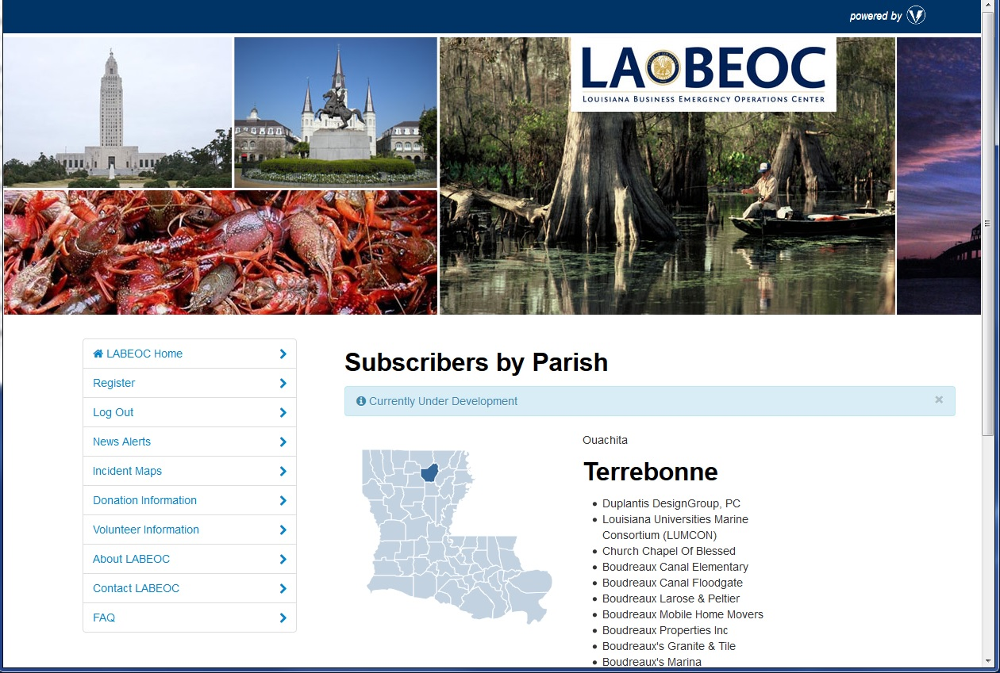 powered by
LA BEOC
LOUISIANA BUSINESS EMERGENCY OPERATIONS CENTER
LABEOC Home
Register
Log Out
News Alerts
Incident Maps
Donation Information
Volunteer Information
About LABEOC
Contact LABEOC
FAQ
Subscribers by Parish
Currently Under Development
×
Ouachita
Terrebonne
Duplantis DesignGroup, PC
Louisiana Universities Marine
Consortium (LUMCON)
Church Chapel Of Blessed
Boudreaux Canal Elementary
Boudreaux Canal Floodgate
Boudreaux Larose & Peltier
Boudreaux Mobile Home Movers
Boudreaux Properties Inc
Boudreaux's Granite & Tile
Boudreaux's Marina